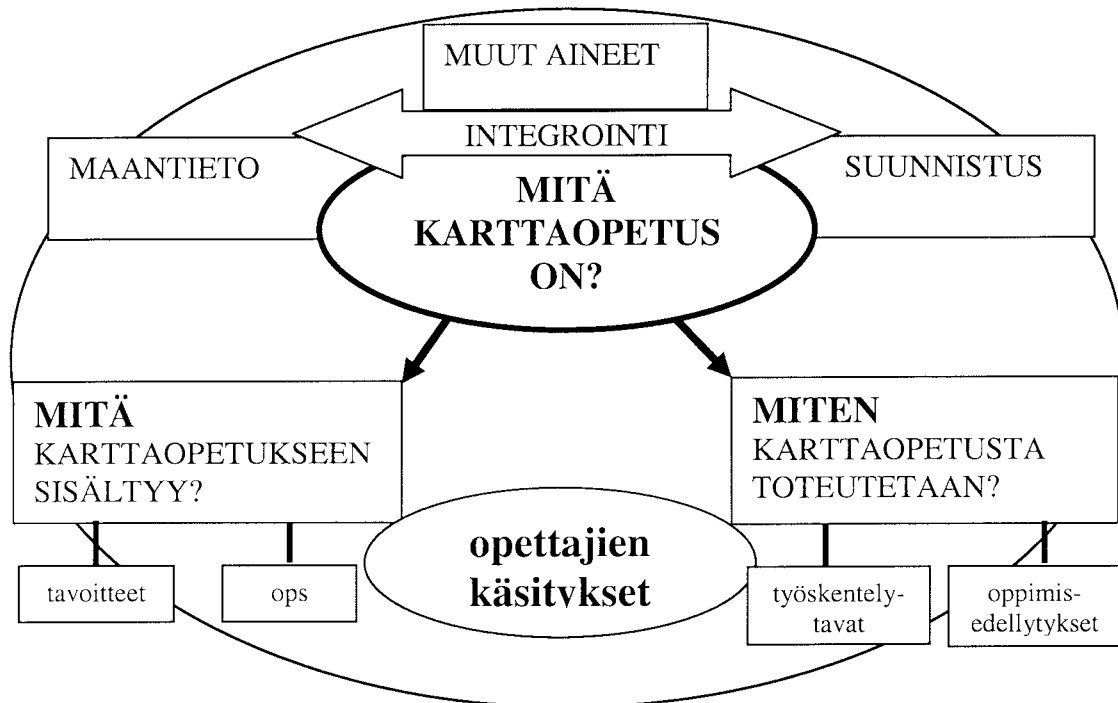 MUUT AINEET
INTEGROINTI
MAANTIETO
SUUNNISTUS
MITÄ
KARTTAOPETUS
ON?
MITÄ
KARTTAOPETUKSEEN
SISÄLTYY?
MITEN
KARTTAOPETUSTA
TOTEUTETAAN?
opettajien
käsitykset
tavoitteet
ops
työskentely-
tavat
oppimis-
edellytykset